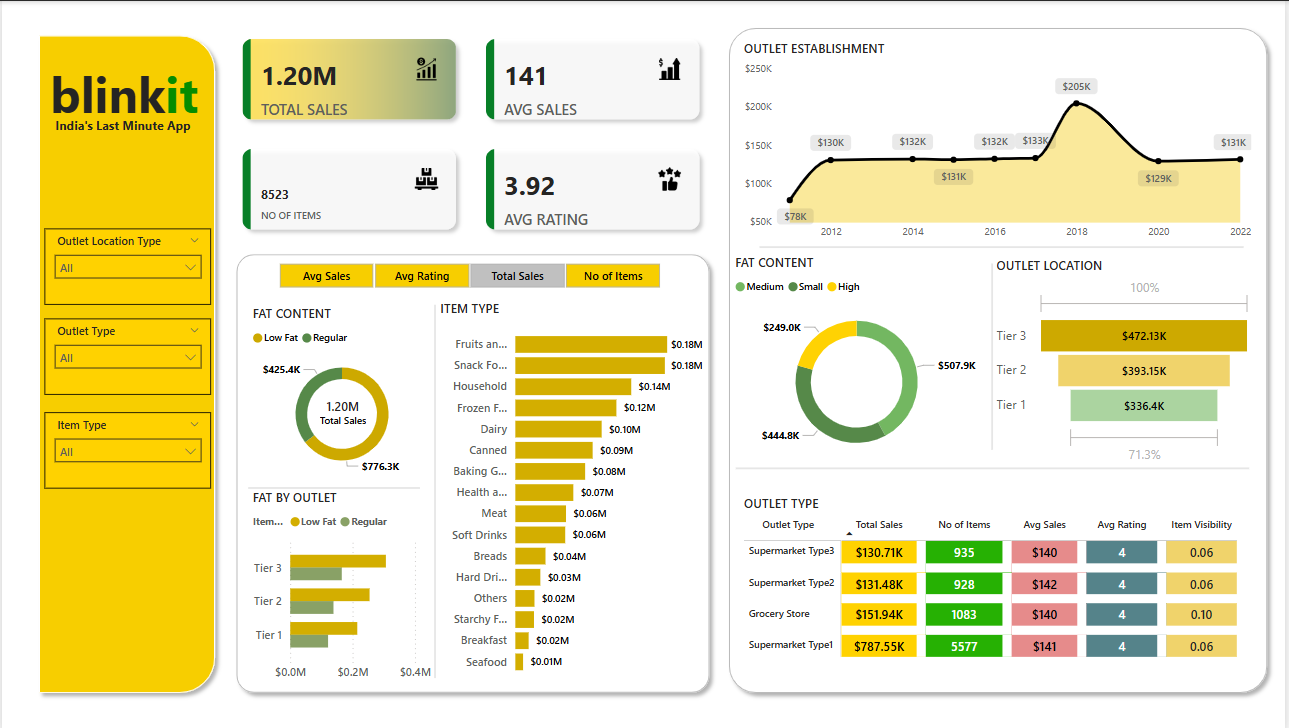 blinkit
India's Last Minute App
Outlet Location Type
All
Outlet Type
All
Item Type
All
1.20M
TOTAL SALES
141
AVG SALES
8523
NO OF ITEMS
3.92
AVG RATING
Avg Sales Avg Rating Total Sales No of Items
FAT CONTENT
Low Fat Regular
$425.4K
1.20M
Total Sales
$776.3K
FAT BY OUTLET
Item... Low Fat Regular
Tier 3
Tier 2
Tier 1
$0.0M $0.2M $0.4M
ITEM TYPE
Fruits an... $0.18M
Snack Fo... $0.18M
Household $0.14M
Frozen F... $0.12M
Dairy $0.10M
Canned $0.09M
Baking G... $0.08M
Health a... $0.07M
Meat $0.06M
Soft Drinks $0.06M
Breads $0.04M
Hard Dri... $0.03M
Others $0.02M
Starchy F... $0.02M
Breakfast $0.02M
Seafood $0.01M
OUTLET ESTABLISHMENT
$250K
$200K
$150K
$100K
$50K
$78K
$130K
$132K
$131K
$132K
$133K
$205K
$129K
$131K
2012 2014 2016 2018 2020 2022
FAT CONTENT
Medium Small High
$249.0K
$507.9K
$444.8K
OUTLET LOCATION
100%
Tier 3 $472.13K
Tier 2 $393.15K
Tier 1 $336.4K
71.3%
OUTLET TYPE
Outlet Type Total Sales No of Items Avg Sales Avg Rating Item Visibility
Supermarket Type3 $130.71K 935 $140 4 0.06
Supermarket Type2 $131.48K 928 $142 4 0.06
Grocery Store $151.94K 1083 $140 4 0.10
Supermarket Type1 $787.55K 5577 $141 4 0.06